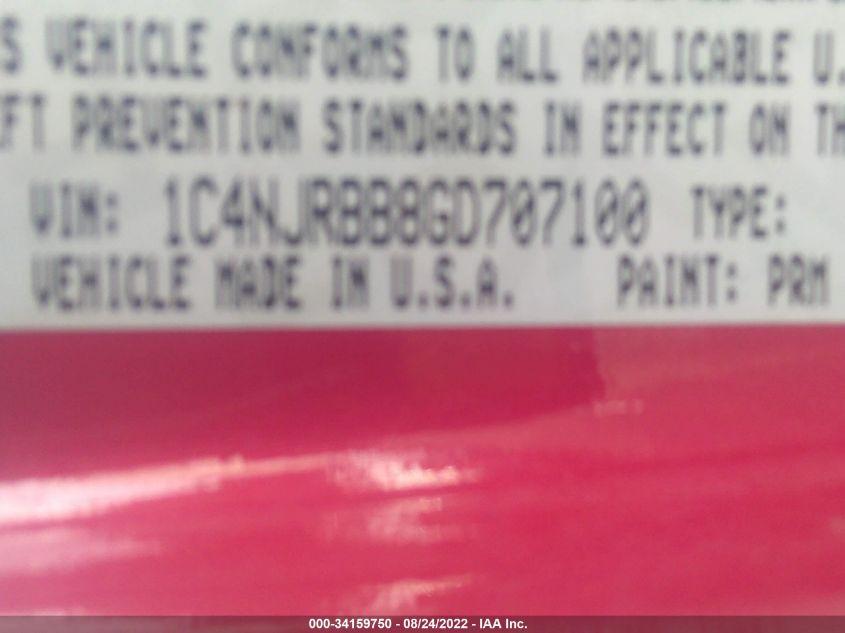 S VEHICLE CONFORMS TO ALL APPLICABLE U.
FT PREVENTION STANDARDS IN EFFECT ON TH
VIN: 1C4NJRBB8GD707100 TYPE:
VEHICLE MADE IN U.S.A. PAINT: PRM
000-34159750 - 08/24/2022 - IAA Inc.